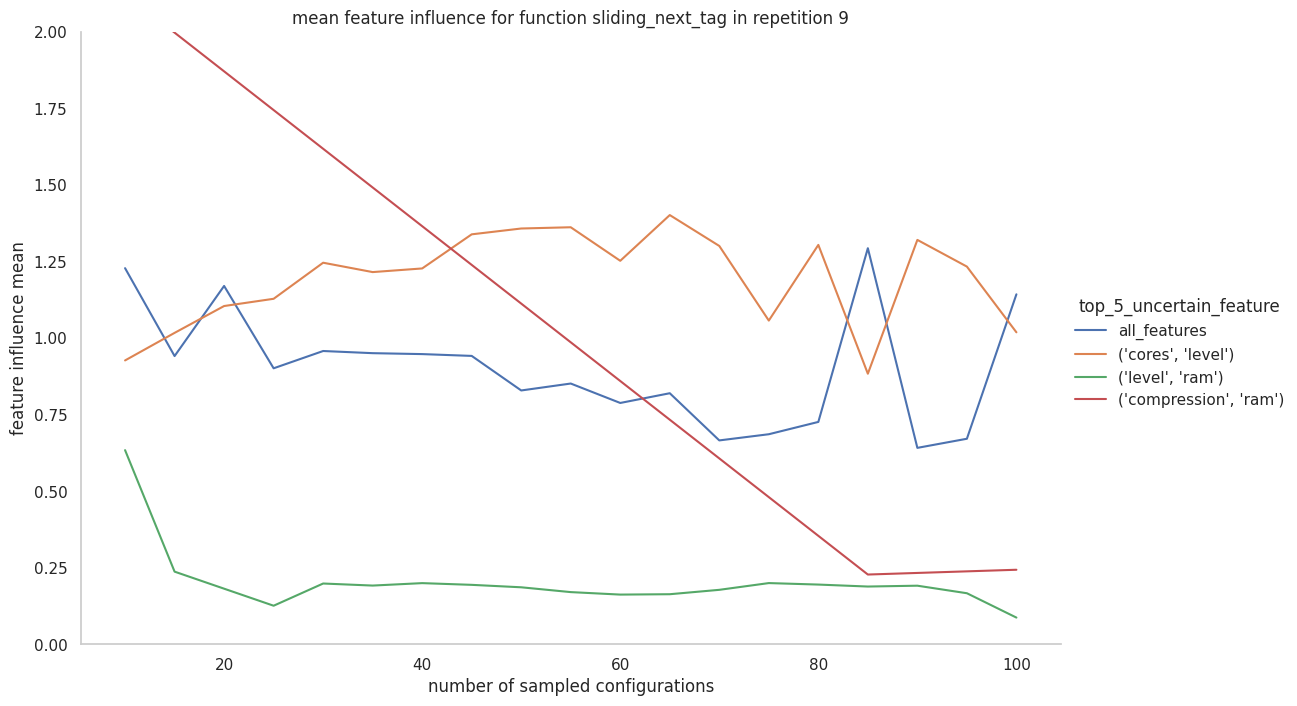 mean feature influence for function sliding_next_tag in repetition 9
feature influence mean
2.00
1.75
1.50
1.25
1.00
0.75
0.50
0.25
0.00
20
40
60
80
100
number of sampled configurations
top_5_uncertain_feature
all_features
('cores', 'level')
('level', 'ram')
('compression', 'ram')